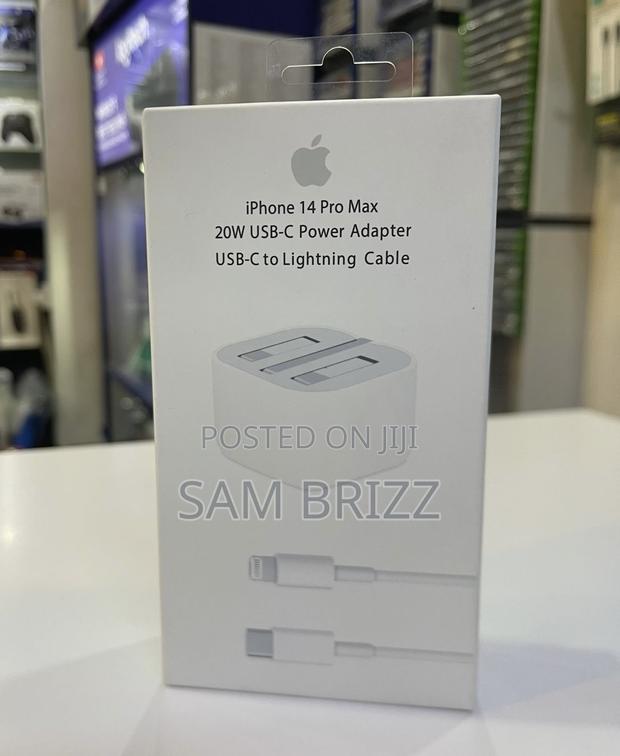 iPhone 14 Pro Max
20W USB-C Power Adapter
USB-C to Lightning Cable
POSTED ON JIJI
SAM BRIZZ